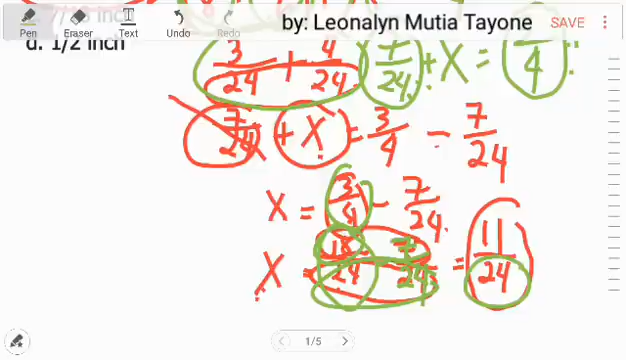 by: Leonalyn Mutia Tayone
SAVE
Pen Eraser Text Undo Redo
d. 1/2 inch
3/24 + 4/24 7/24 + X = /4
7/24 + X = 3/4 - 7/24
X = 3/4 - 7/24
X = 18 - 7 / 24 24 = 11/24
1/5